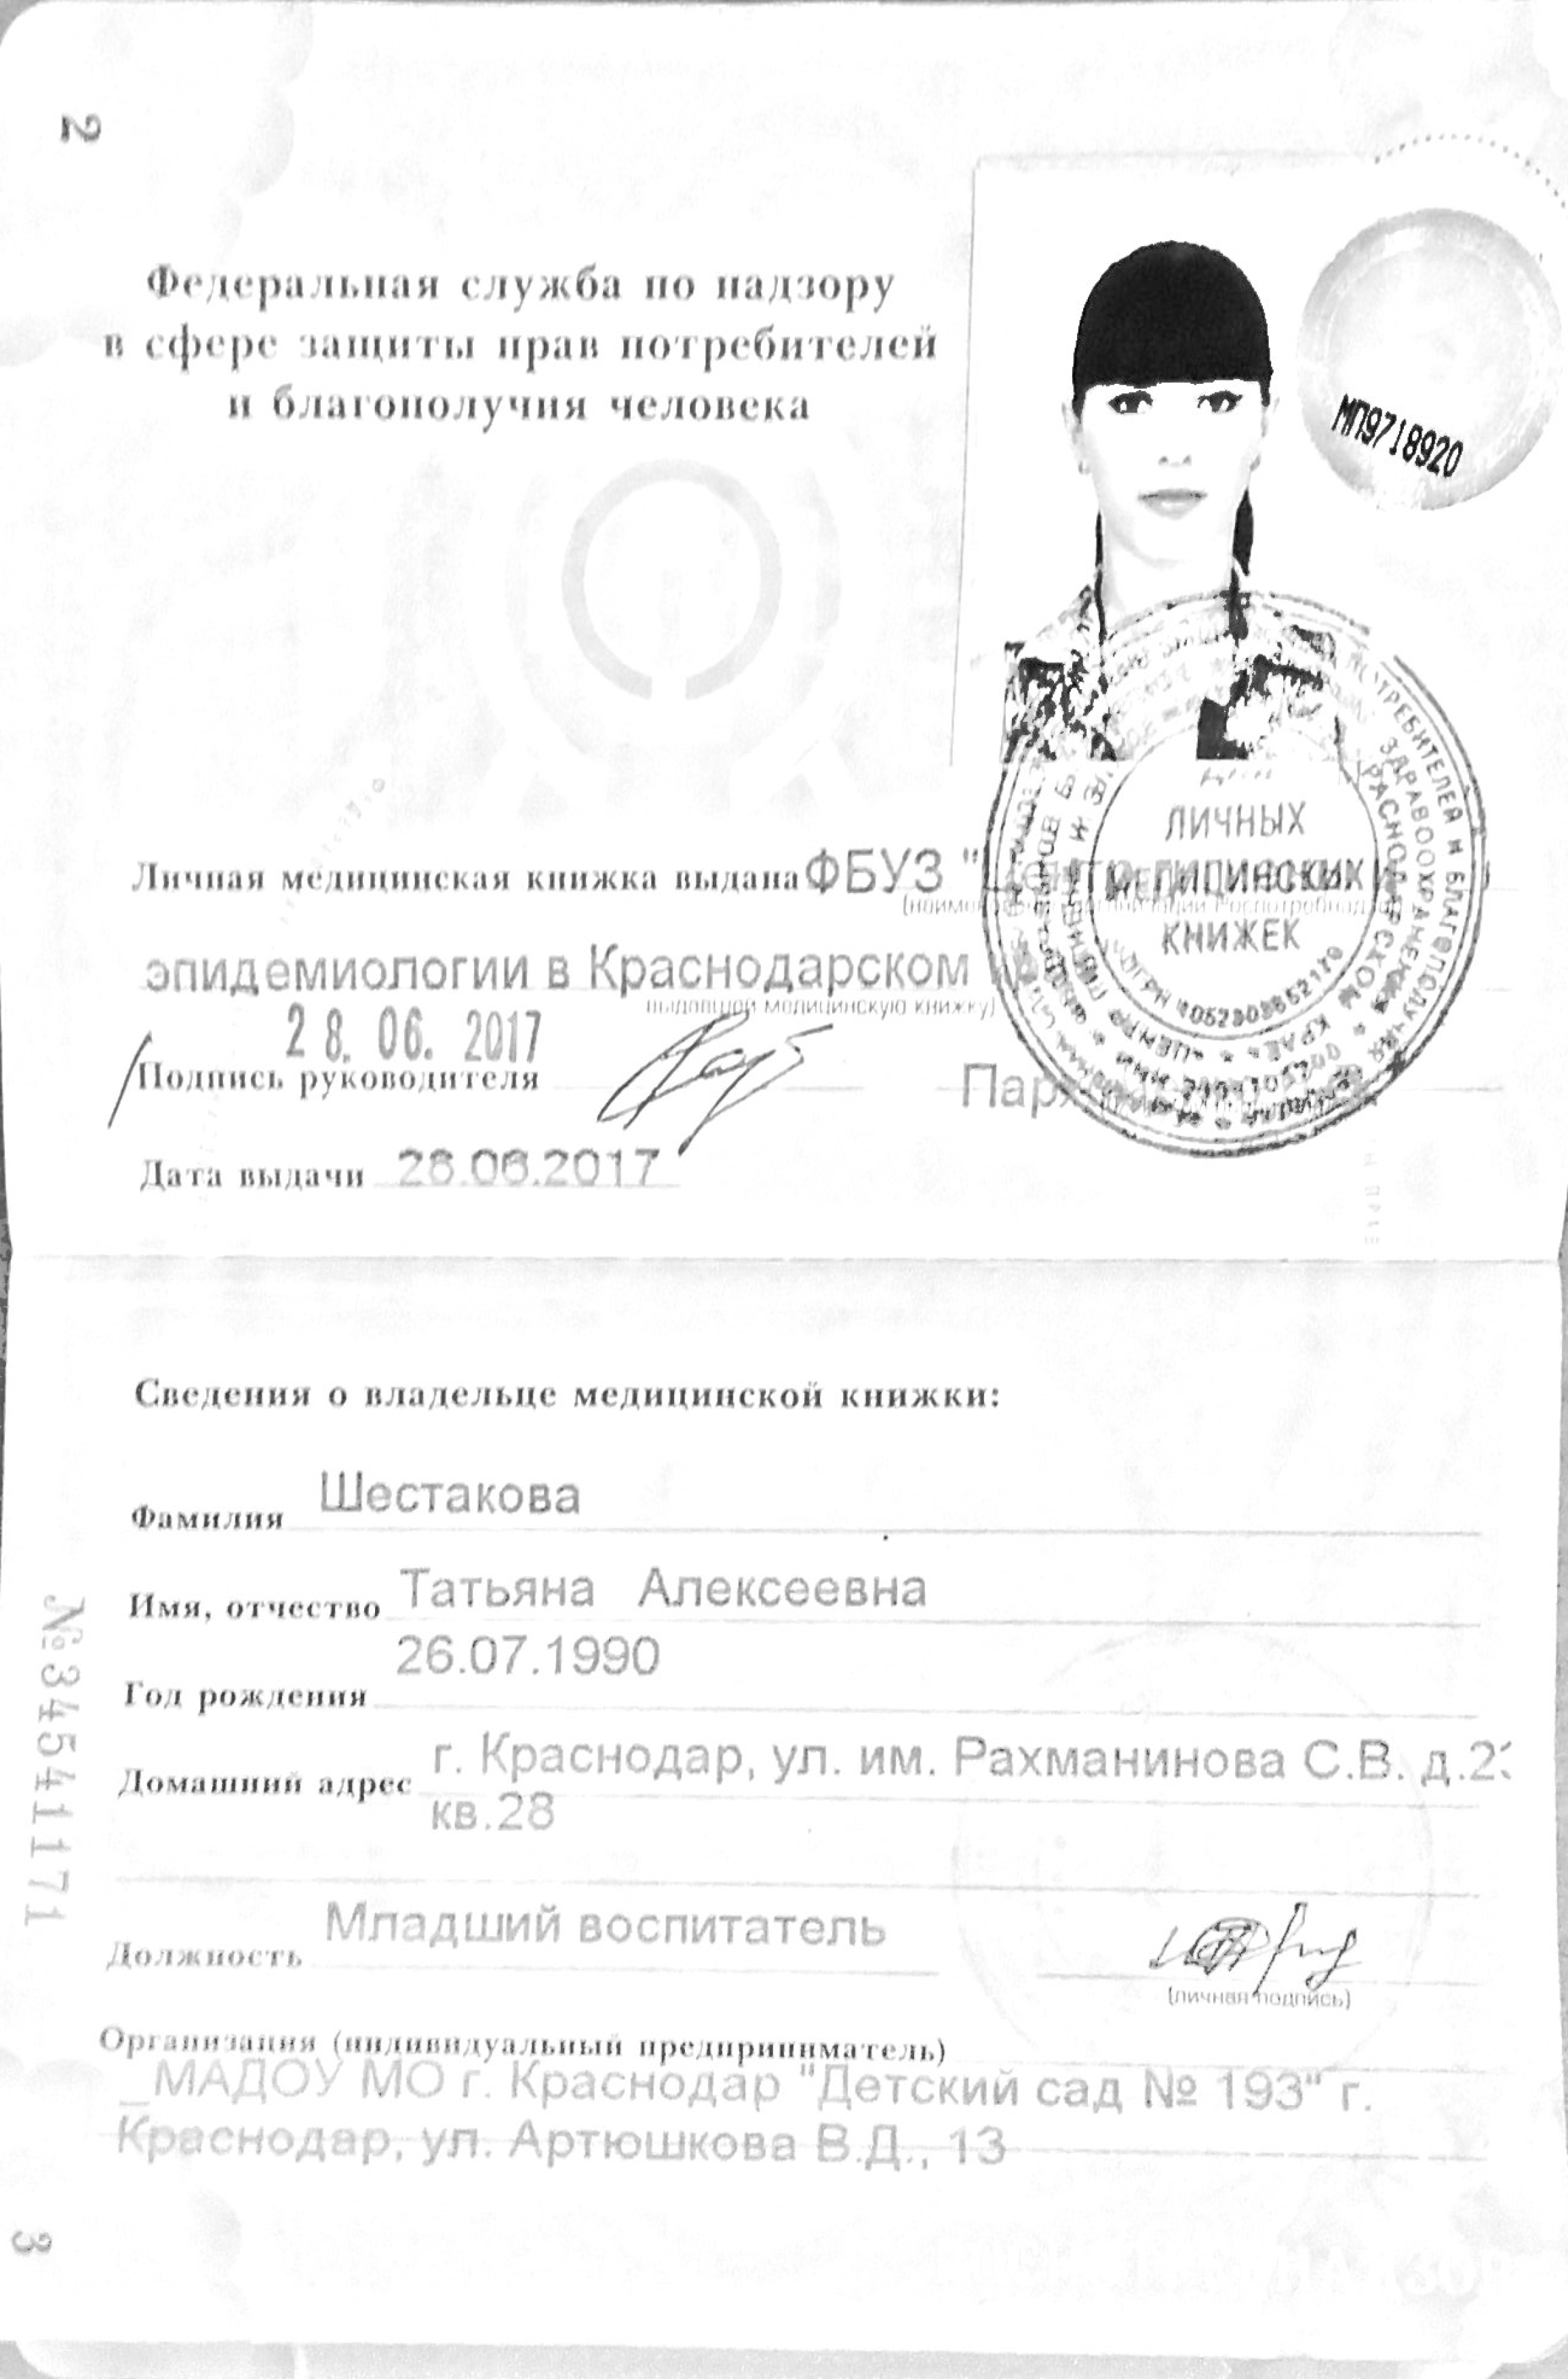 2
Федеральная служба по надзору
в сфере защиты прав потребителей
и благополучия человека
МП9718920
ЛИЧНЫХ
Личная медицинская книжка выдана ФБУЗ "Центр
МЕДИЦИНСКИХ
КНИЖЕК
эпидемиологии в Краснодарском
выдавшей медицинскую книжку)
28. 06. 2017
Подпись руководителя
Дата выдачи 26.06.2017
Сведения о владельце медицинской книжки:
Фамилия Шестакова
Имя, отчество Татьяна Алексеевна
26.07.1990
Год рождения
Домашний адрес г. Краснодар, ул. им. Рахманинова С.В.
кв.28
Должность Младший воспитатель
(личная подпись)
Организация (индивидуальный предприниматель)
_МАДОУ МО г. Краснодар "Детский сад № 193" г.
Краснодар, ул. Артюшкова В.Д., 13
№34541171
3